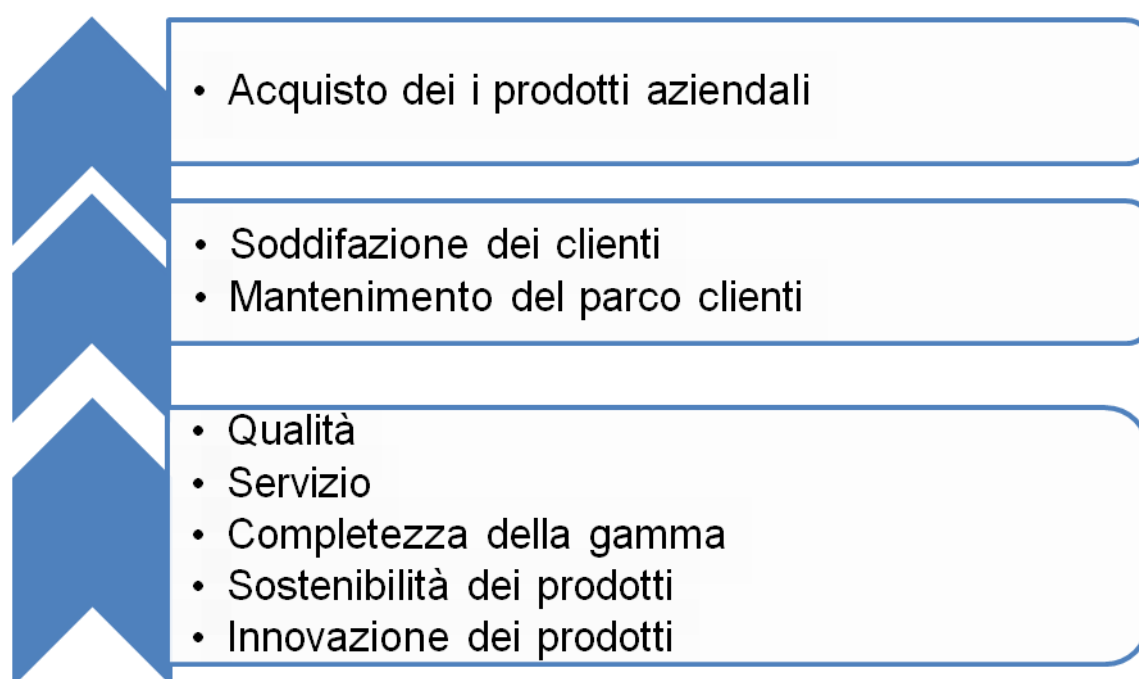 • Acquisto dei i prodotti aziendali
• Soddifazione dei clienti
• Mantenimento del parco clienti
• Qualità
• Servizio
• Completezza della gamma
• Sostenibilità dei prodotti
• Innovazione dei prodotti